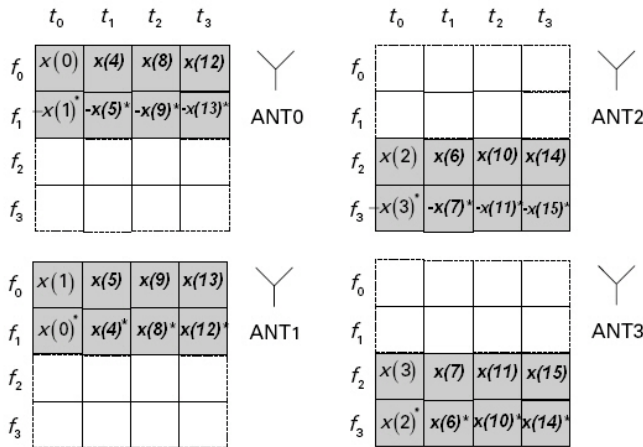 t₀ t₁ t₂ t₃
f₀ x(0) x(4) x(8) x(12)
f₁ -x(1)* -x(5)* -x(9)* -x(13)* ANT0
f₂
f₃
t₀ t₁ t₂ t₃
f₀
f₁ ANT2
f₂ x(2) x(6) x(10) x(14)
f₃ -x(3)* -x(7)* -x(11)* -x(15)*
f₀ x(1) x(5) x(9) x(13)
f₁ x(0)* x(4)* x(8)* x(12)* ANT1
f₂
f₃
f₀
f₁ ANT3
f₂ x(3) x(7) x(11) x(15)
f₃ x(2)* x(6)* x(10)* x(14)*